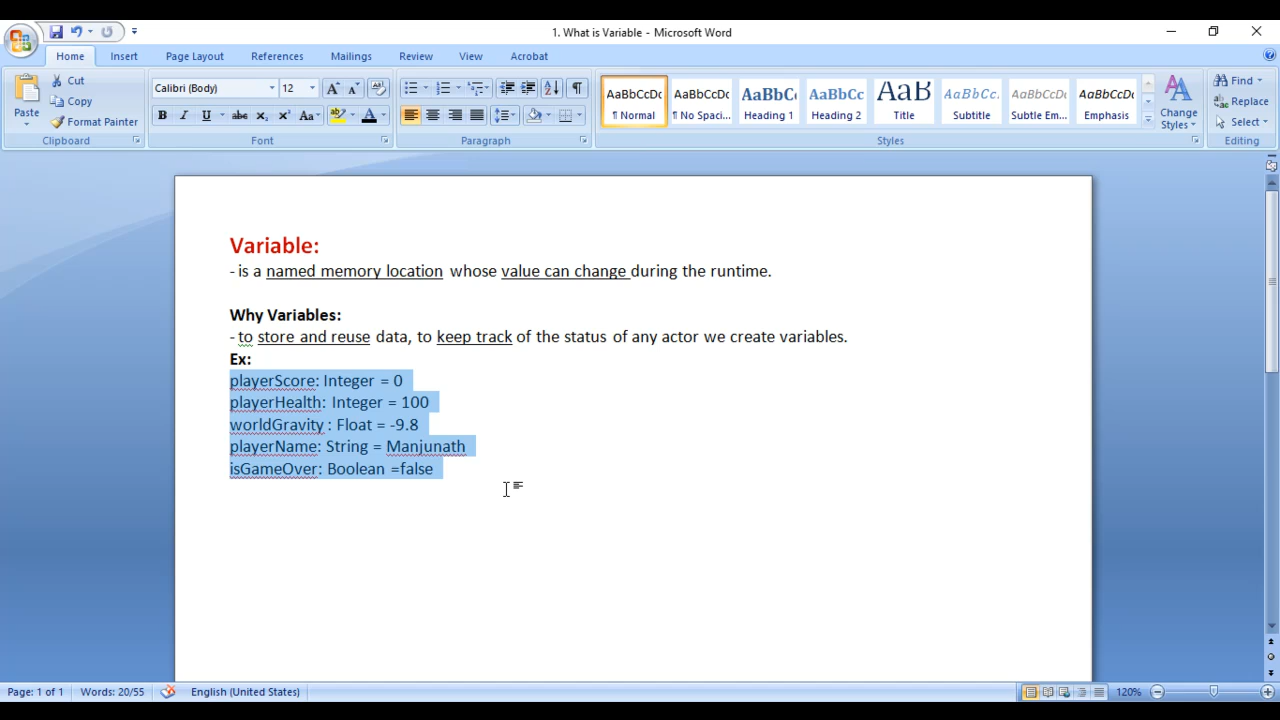 1. What is Variable - Microsoft Word
Home Insert Page Layout References Mailings Review View Acrobat
Paste
Cut
Copy
Format Painter
Clipboard
Calibri (Body) 12
B I U abc X₂ X² Aa A
Font
Paragraph
AaBbCcDc AaBbCcDc AaBbC AaBbCc AaB AaBbCc. AaBbCcDc AaBbCcDc
¶ Normal ¶ No Spaci... Heading 1 Heading 2 Title Subtitle Subtle Em... Emphasis
Change Styles
Styles
Find
Replace
Select
Editing
Variable:
- is a named memory location whose value can change during the runtime.
Why Variables:
- to store and reuse data, to keep track of the status of any actor we create variables.
Ex:
playerScore: Integer = 0
playerHealth: Integer = 100
worldGravity : Float = -9.8
playerName: String = Manjunath
isGameOver: Boolean =false
Page: 1 of 1 Words: 20/55 English (United States) 120%